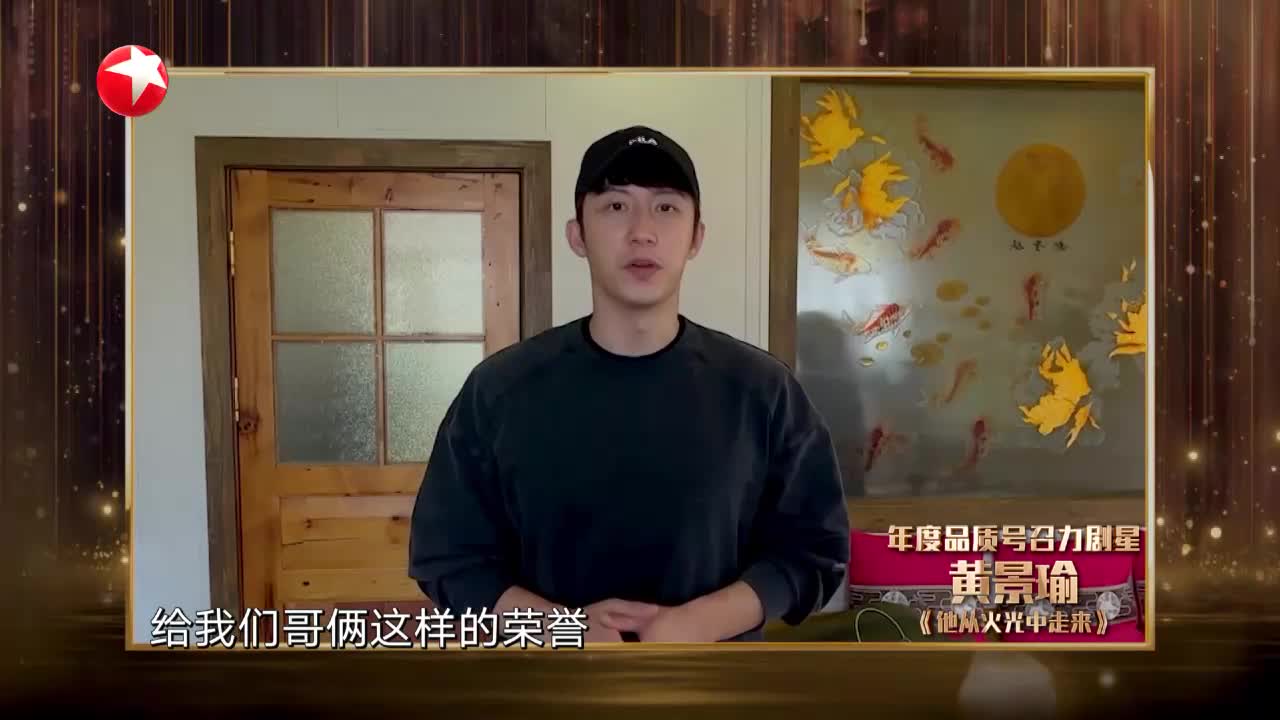 年度品质号召力剧星
黄景瑜
《他从火光中走来》
给我们哥俩这样的荣誉